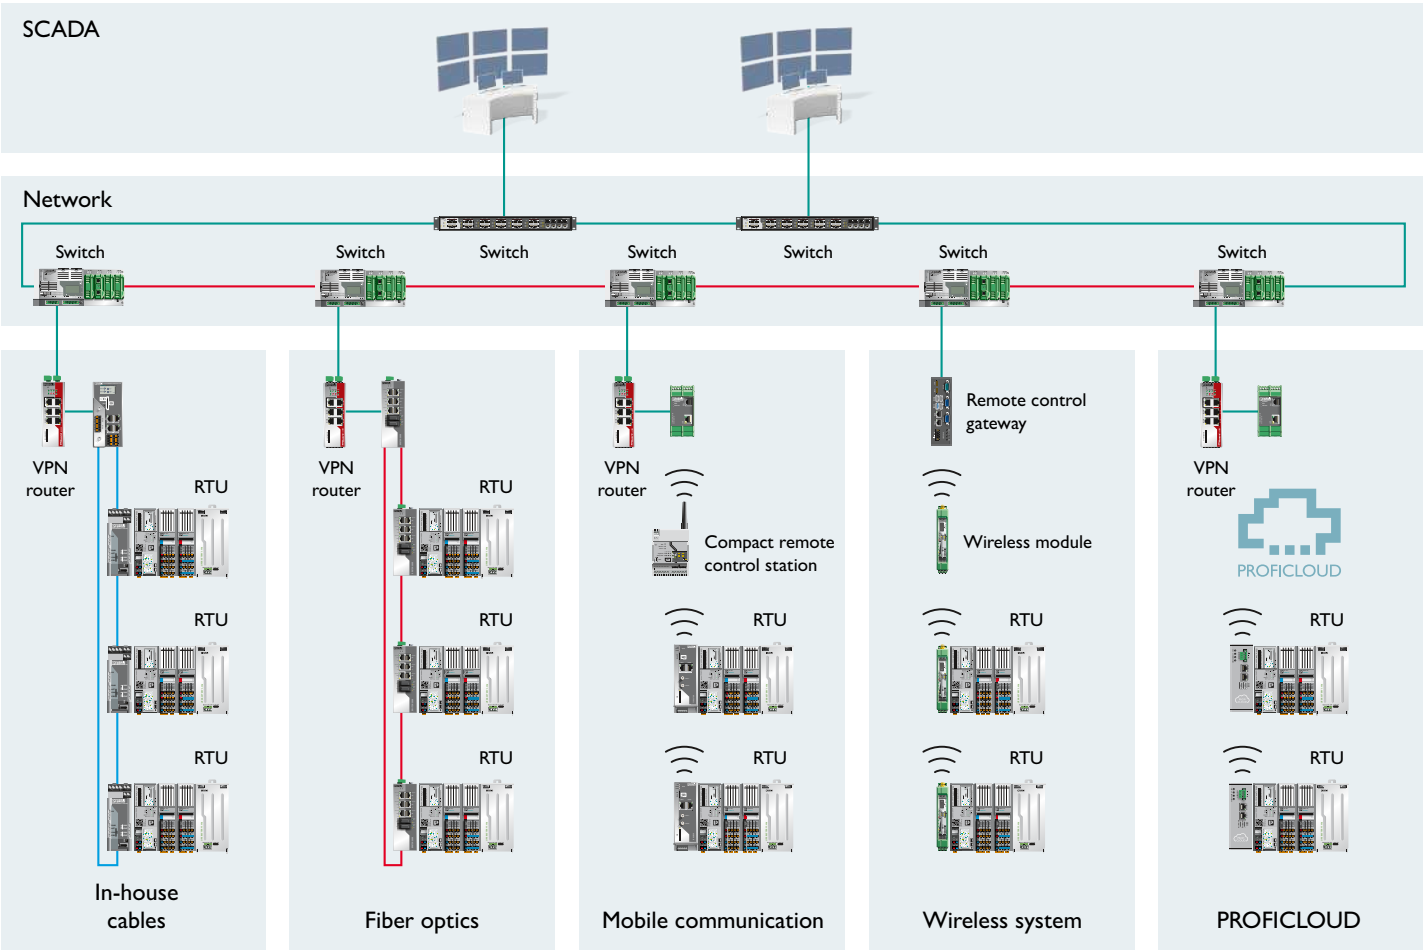 SCADA
Network
Switch
Switch
Switch
Switch
Switch
Switch
Switch
VPN
router
RTU
RTU
RTU
In-house
cables
VPN
router
RTU
RTU
RTU
Fiber optics
VPN
router
Compact remote
control station
RTU
RTU
Mobile communication
Remote control
gateway
Wireless module
RTU
RTU
Wireless system
VPN
router
PROFICLOUD
RTU
RTU
PROFICLOUD